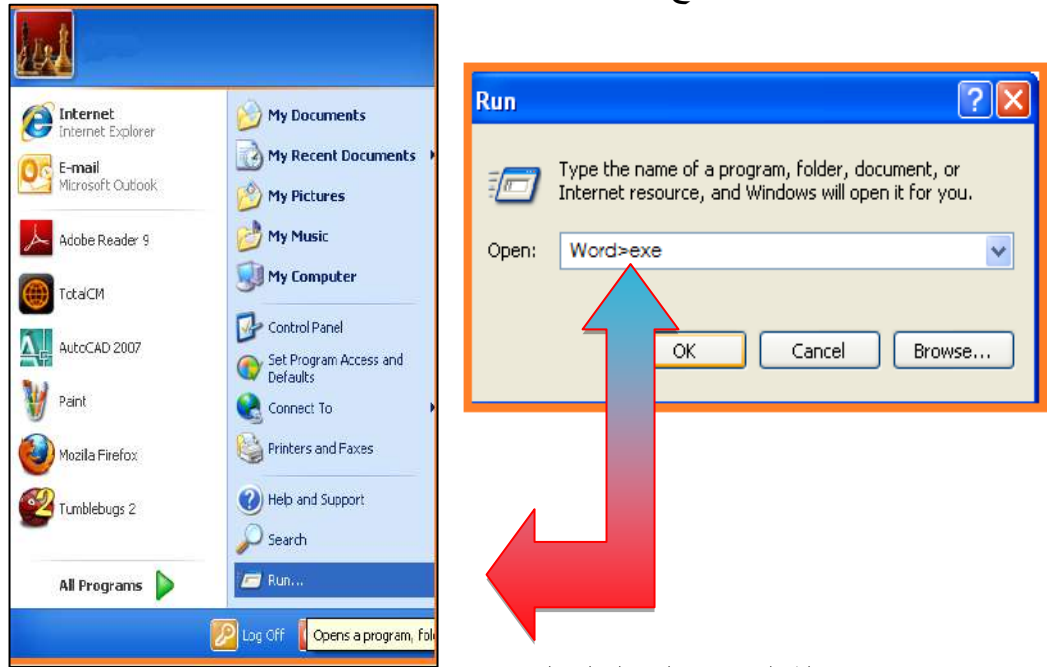 Internet
Internet Explorer
E-mail
Microsoft Outlook
Adobe Reader 9
TotalCM
AutoCAD 2007
Paint
Mozilla Firefox
Tumblebugs 2
All Programs
My Documents
My Recent Documents
My Pictures
My Music
My Computer
Control Panel
Set Program Access and
Defaults
Connect To
Printers and Faxes
Help and Support
Search
Run...
Log Off
Opens a program, fol
Run
Type the name of a program, folder, document, or
Internet resource, and Windows will open it for you.
Open:
Word>exe
OK
Cancel
Browse...